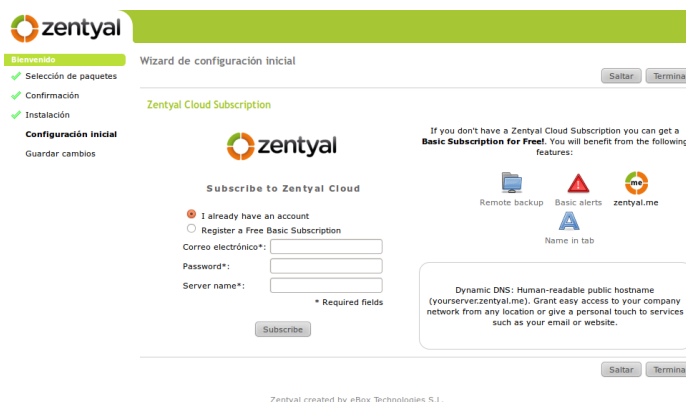 zentyal
Bienvenido
Selección de paquetes
Confirmación
Instalación
Configuración inicial
Guardar cambios
Wizard de configuración inicial
Saltar
Termina
Zentyal Cloud Subscription
zentyal
Subscribe to Zentyal Cloud
I already have an account
Register a Free Basic Subscription
Correo electrónico*:
Password*:
Server name*:
* Required fields
Subscribe
If you don't have a Zentyal Cloud Subscription you can get a
Basic Subscription for Free!. You will benefit from the following
features:
Remote backup
Basic alerts
me
zentyal.me
Name in tab
Dynamic DNS: Human-readable public hostname
(yourserver.zentyal.me). Grant easy access to your company
network from any location or give a personal touch to services
such as your email or website.
Saltar
Termina
Zentyal created by eBox Technologies S.L.